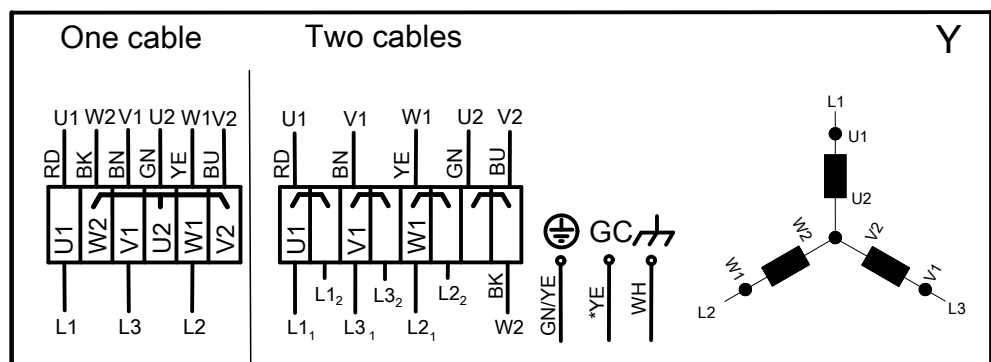 One cable
Two cables
Y
U1 W2 V1 U2 W1 V2
RD BK BN GN YE BU
U1 W2 V1 U2 W1 V2
L1 L3 L2
U1 V1 W1 U2 V2
RD BN YE GN BU
U1 V1 W1
BK
L1₂ L3₂ L2₂
L1₁ L3₁ L2₁ W2
GC
GN/YE *YE WH
L1
U1
U2
W2 V2
W1 V1
L2 L3